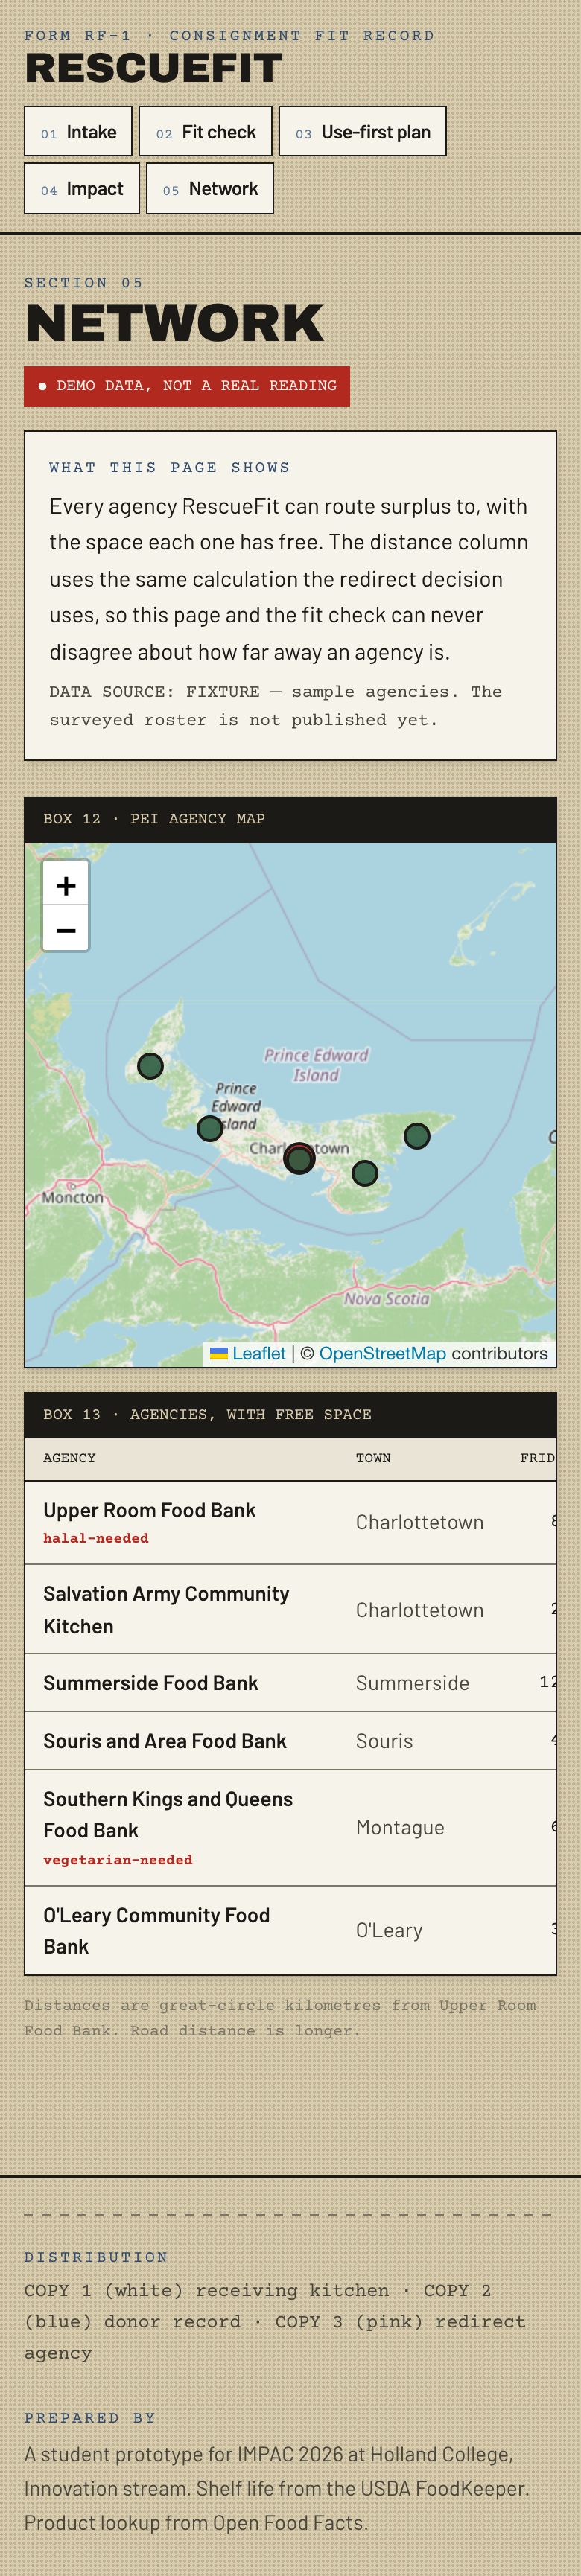 FORM RF-1 · CONSIGNMENT FIT RECORD
RESCUEFIT
01 Intake
02 Fit check
03 Use-first plan
04 Impact
05 Network
SECTION 05
NETWORK
● DEMO DATA, NOT A REAL READING
WHAT THIS PAGE SHOWS
Every agency RescueFit can route surplus to, with
the space each one has free. The distance column
uses the same calculation the redirect decision
uses, so this page and the fit check can never
disagree about how far away an agency is.
DATA SOURCE: FIXTURE — sample agencies. The
surveyed roster is not published yet.
BOX 12 · PEI AGENCY MAP
+
−
Prince Edward
Island
Prince
Edward
Island
Moncton
Nova Scotia
Leaflet | © OpenStreetMap contributors
BOX 13 · AGENCIES, WITH FREE SPACE
AGENCY TOWN FRID
Upper Room Food Bank Charlottetown
halal-needed
Salvation Army Community
Kitchen Charlottetown
Summerside Food Bank Summerside 12
Souris and Area Food Bank Souris
Southern Kings and Queens
Food Bank Montague
vegetarian-needed
O'Leary Community Food
Bank O'Leary
Distances are great-circle kilometres from Upper Room
Food Bank. Road distance is longer.
DISTRIBUTION
COPY 1 (white) receiving kitchen · COPY 2
(blue) donor record · COPY 3 (pink) redirect
agency
PREPARED BY
A student prototype for IMPAC 2026 at Holland College,
Innovation stream. Shelf life from the USDA FoodKeeper.
Product lookup from Open Food Facts.